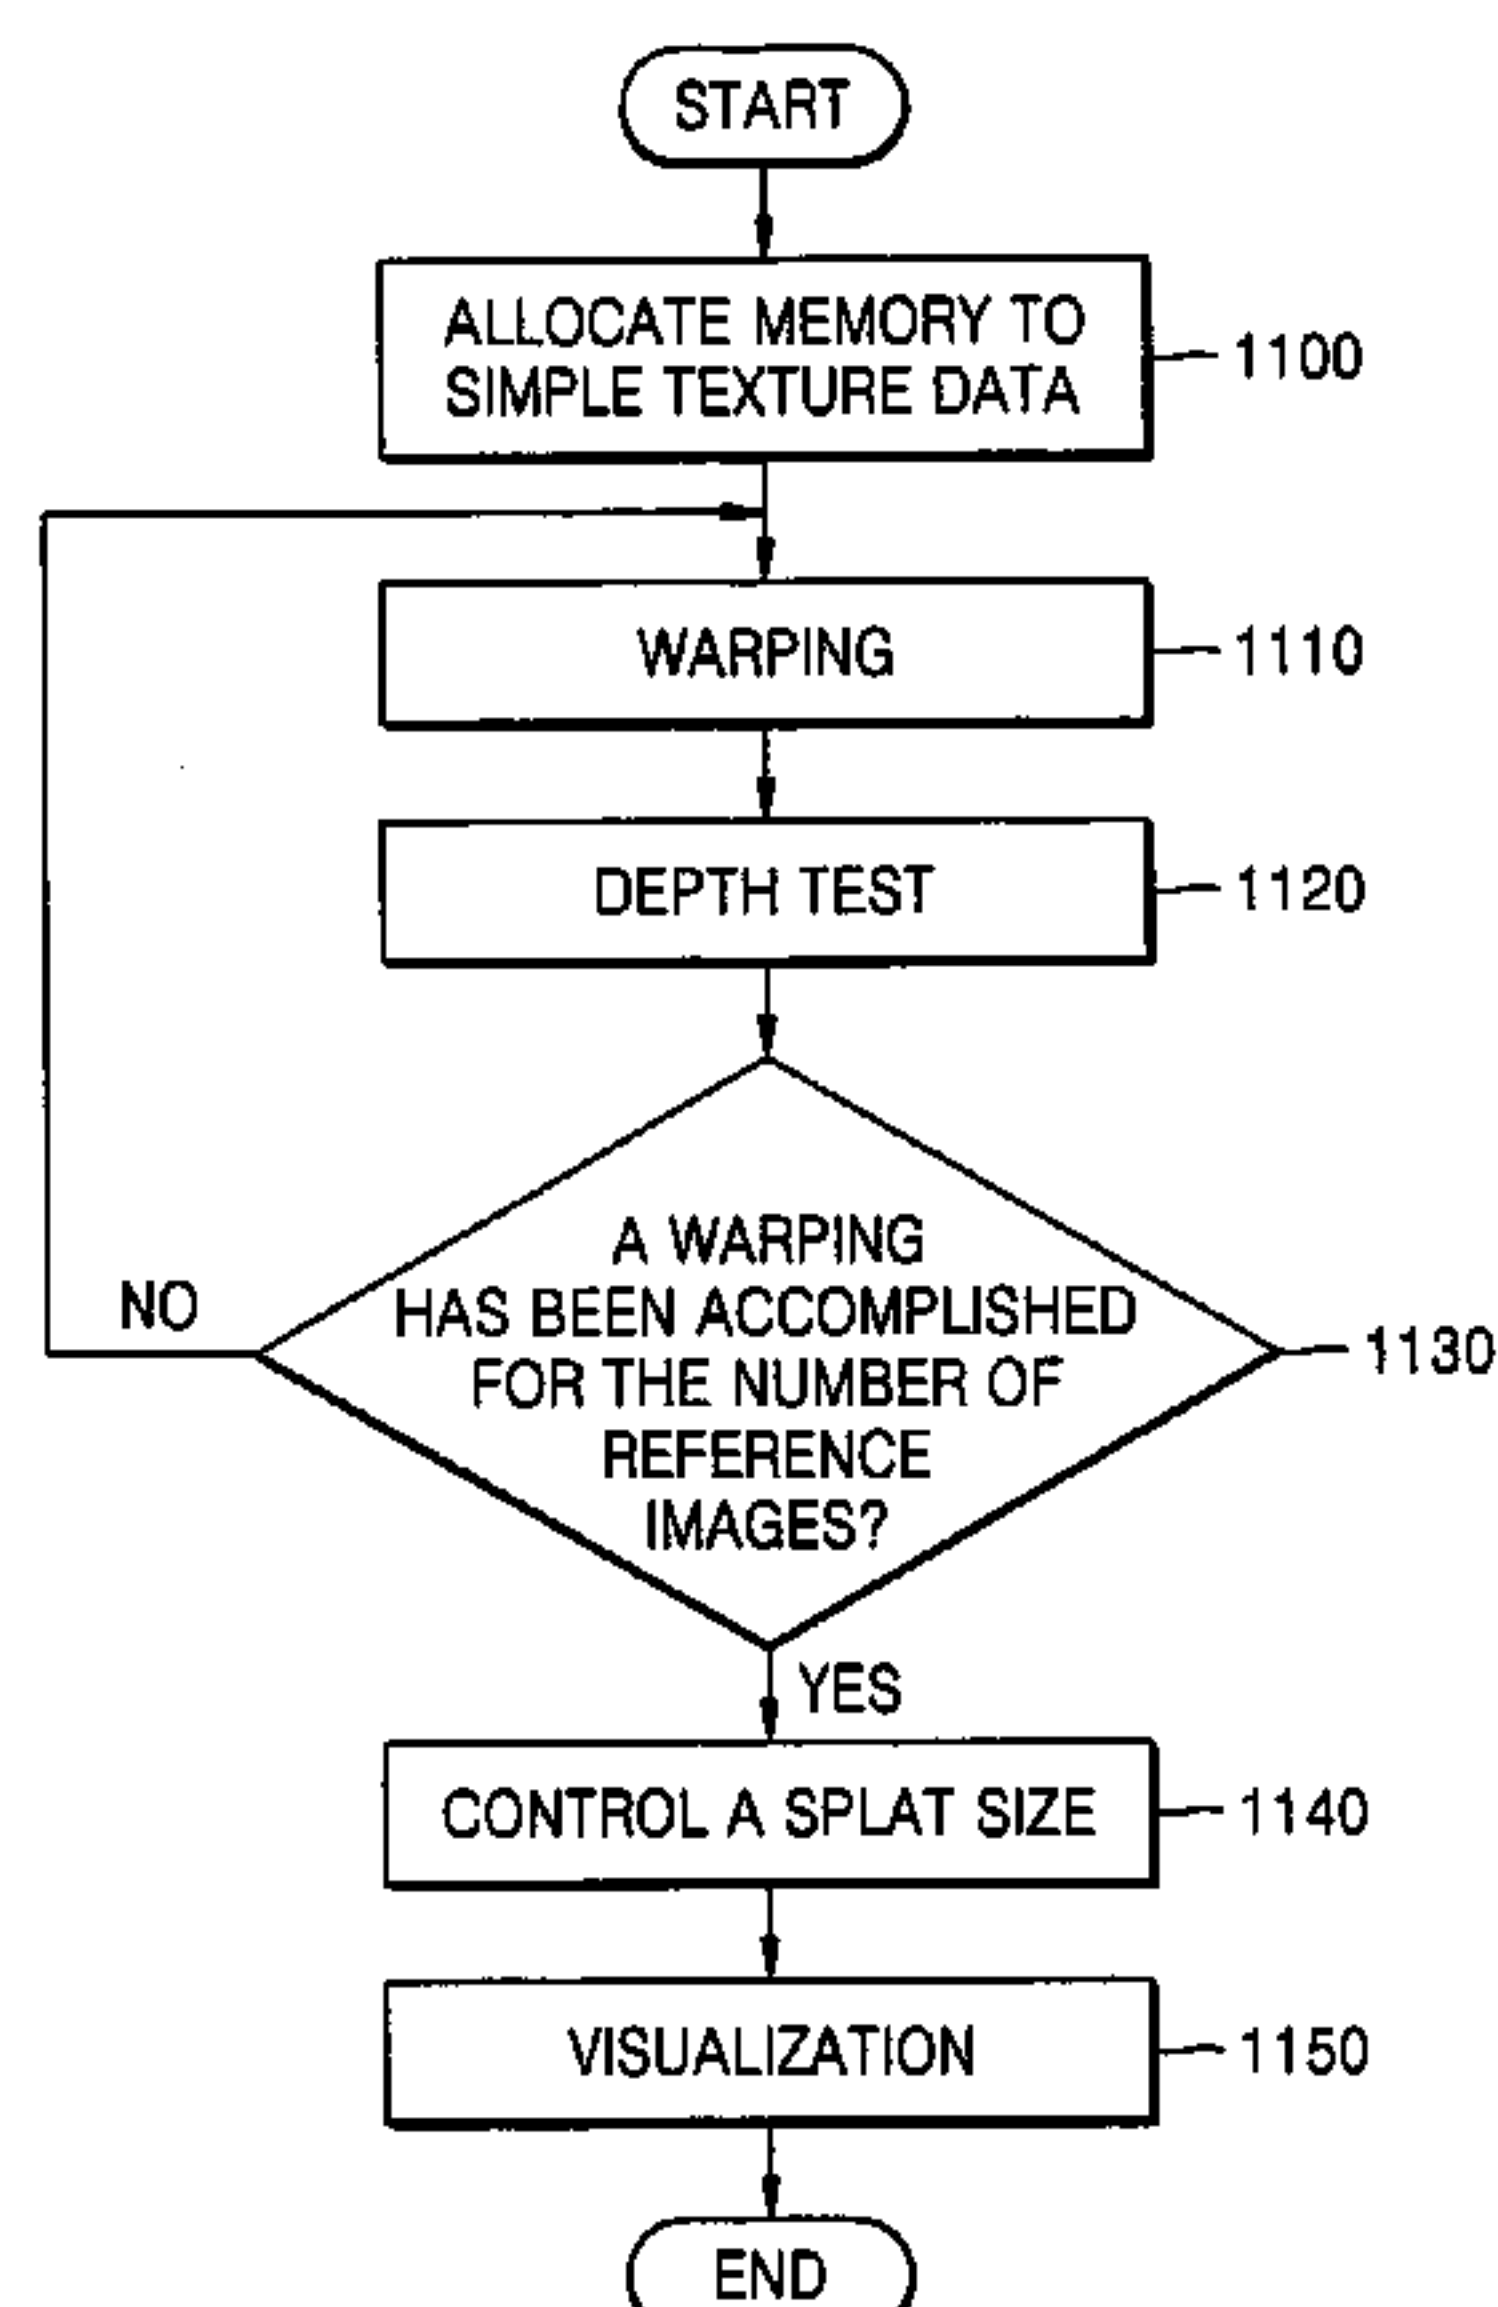 START
ALLOCATE MEMORY TO
SIMPLE TEXTURE DATA
1100
WARPING
1110
DEPTH TEST
1120
A WARPING
HAS BEEN ACCOMPLISHED
FOR THE NUMBER OF
REFERENCE
IMAGES?
1130
NO
YES
CONTROL A SPLAT SIZE
1140
VISUALIZATION
1150
END